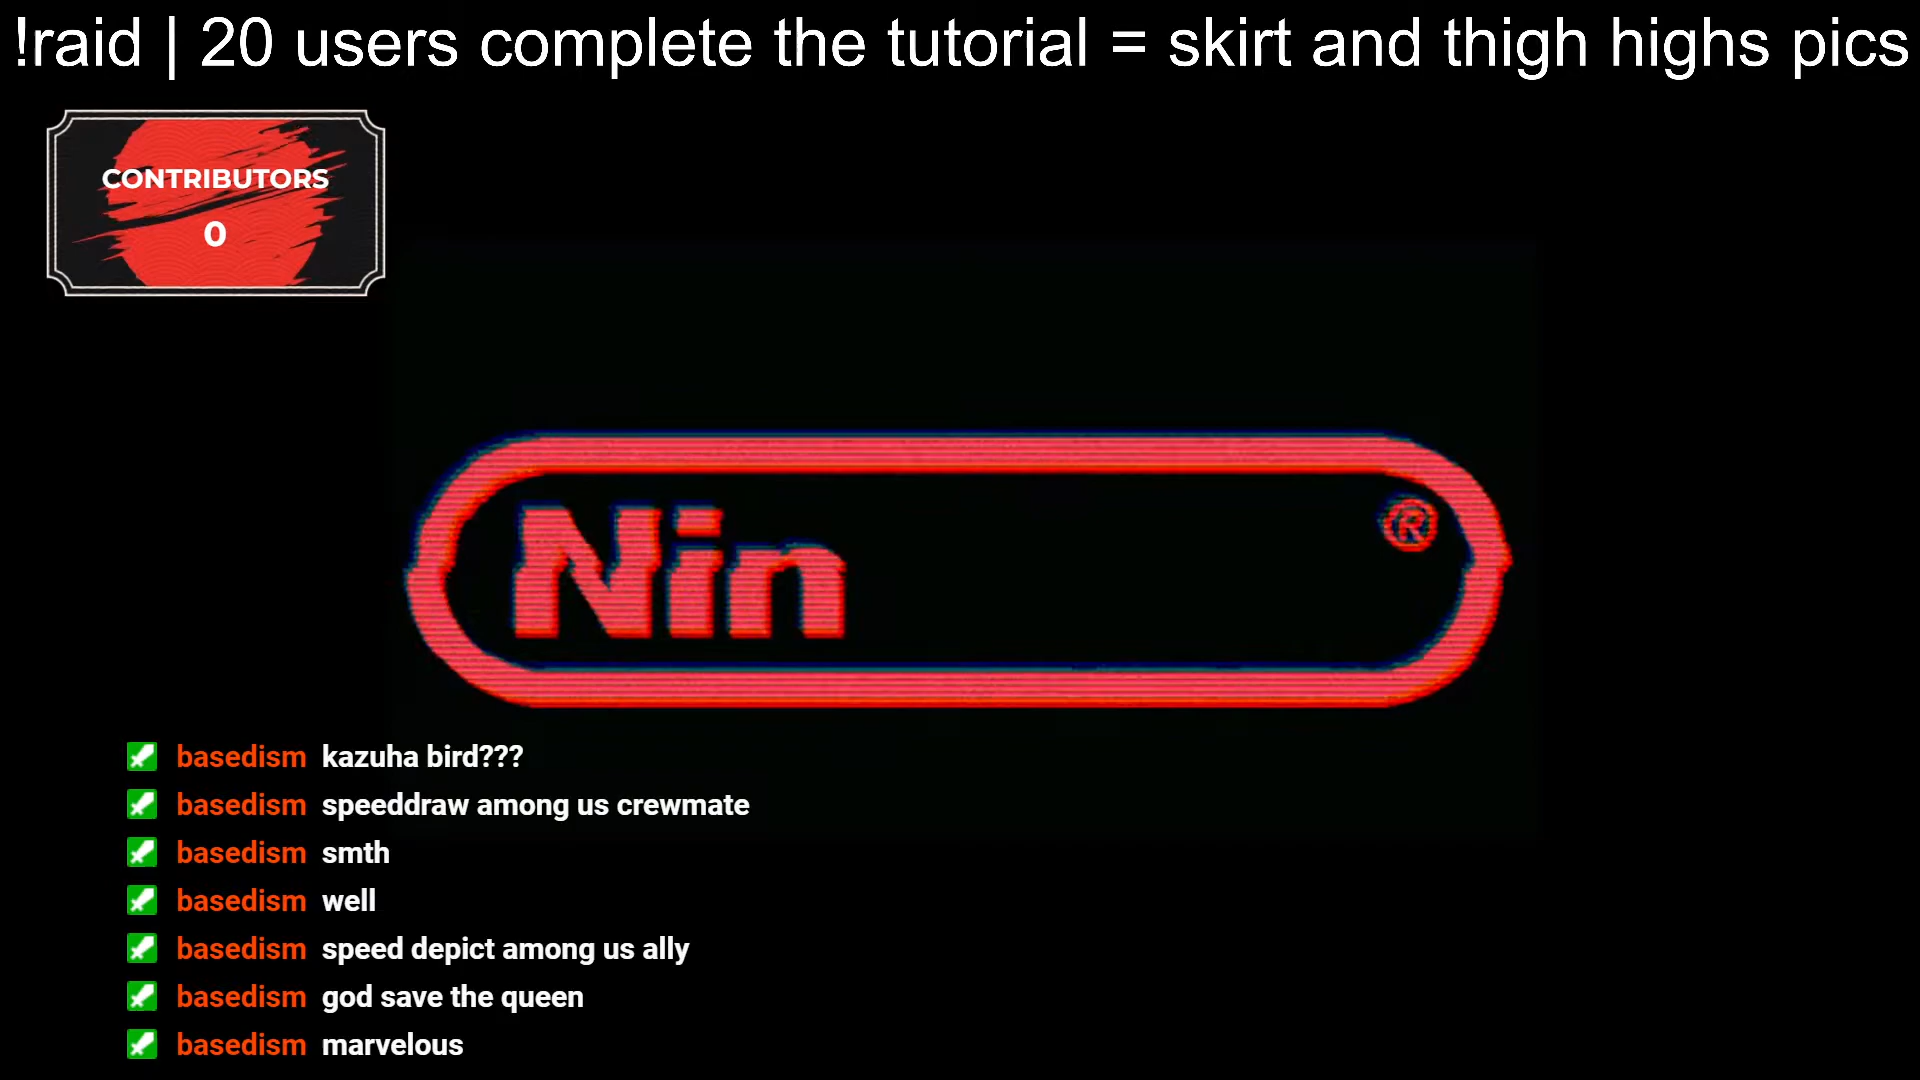 !raid | 20 users complete the tutorial = skirt and thigh highs pics
CONTRIBUTORS
0
Nin ®
basedism kazuha bird???
basedism speeddraw among us crewmate
basedism smth
basedism well
basedism speed depict among us ally
basedism god save the queen
basedism marvelous